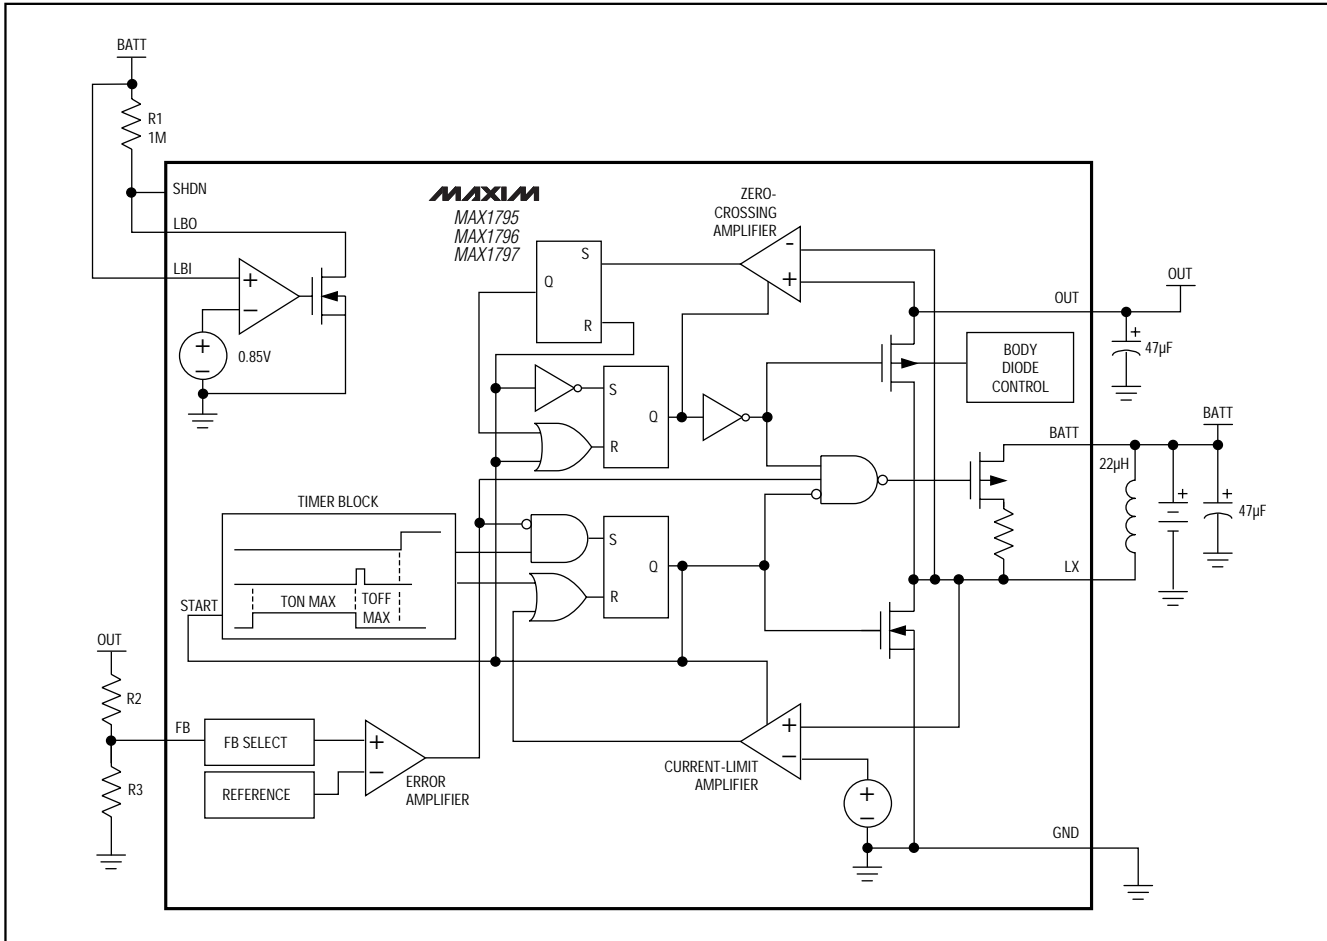 BATT
R1
1M
SHDN
LBO
LBI
+
−
+
−
0.85V
MAXIM
MAX1795
MAX1796
MAX1797
ZERO-
CROSSING
AMPLIFIER
-
+
S
Q
R
S
Q
R
OUT
OUT
+
47µF
BODY
DIODE
CONTROL
BATT
BATT
22µH
+
+
47µF
TIMER BLOCK
TON MAX
TOFF
MAX
START
S
Q
R
LX
OUT
R2
FB
R3
FB SELECT
REFERENCE
+
−
ERROR
AMPLIFIER
CURRENT-LIMIT
AMPLIFIER
+
−
+
−
GND